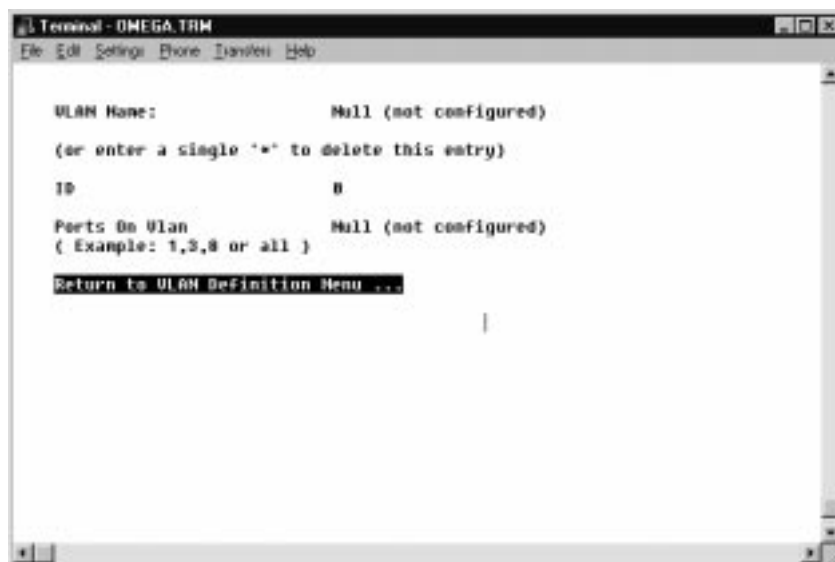 Terminal - OMEGA.TRM
File Edit Settings Phone Transfers Help
VLAN Name: Null (not configured)
(or enter a single '*' to delete this entry)
ID 0
Ports On Vlan Null (not configured)
( Example: 1,3,8 or all )
Return to VLAN Definition Menu ...